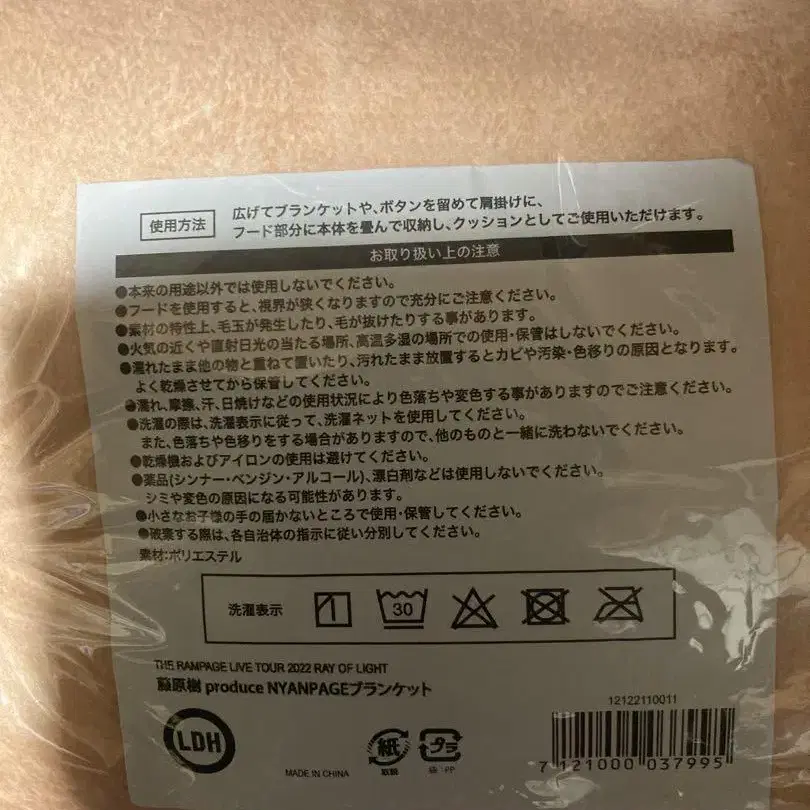 使用方法
広げてブランケットや、ボタンを留めて肩掛けに、
フード部分に本体を畳んで収納し、クッションとしてご使用いただけます。
お取り扱い上の注意
●本来の用途以外では使用しないでください。
●フードを使用すると、視界が狭くなりますので充分にご注意ください。
●素材の特性上、毛玉が発生したり、毛が抜けたりする事があります。
●火気の近くや直射日光の当たる場所、高温多湿の場所での使用・保管はしないでください。
●濡れたまま他の物と重ねて置いたり、汚れたまま放置するとカビや汚染・色移りの原因となります。
よく乾燥させてから保管してください。
●濡れ、摩擦、汗、日焼けなどの使用状況により色落ちや変色する事がありますのでご注意ください。
●洗濯の際は、洗濯表示に従って、洗濯ネットを使用してください。
また、色落ちや色移りをする場合がありますので、他のものと一緒に洗わないでください。
●乾燥機およびアイロンの使用は避けてください。
●薬品(シンナー・ベンジン・アルコール)、漂白剤などは使用しないでください。
シミや変色の原因になる可能性があります。
●小さなお子様の手の届かないところで使用・保管してください。
●破棄する際は、各自治体の指示に従い分別してください。
素材:ポリエステル
洗濯表示
30
THE RAMPAGE LIVE TOUR 2022 RAY OF LIGHT
藤原樹 produce NYANPAGEブランケット
12122110011
LDH
紙
プラ
台紙
袋:PP
MADE IN CHINA
7 121000 037995